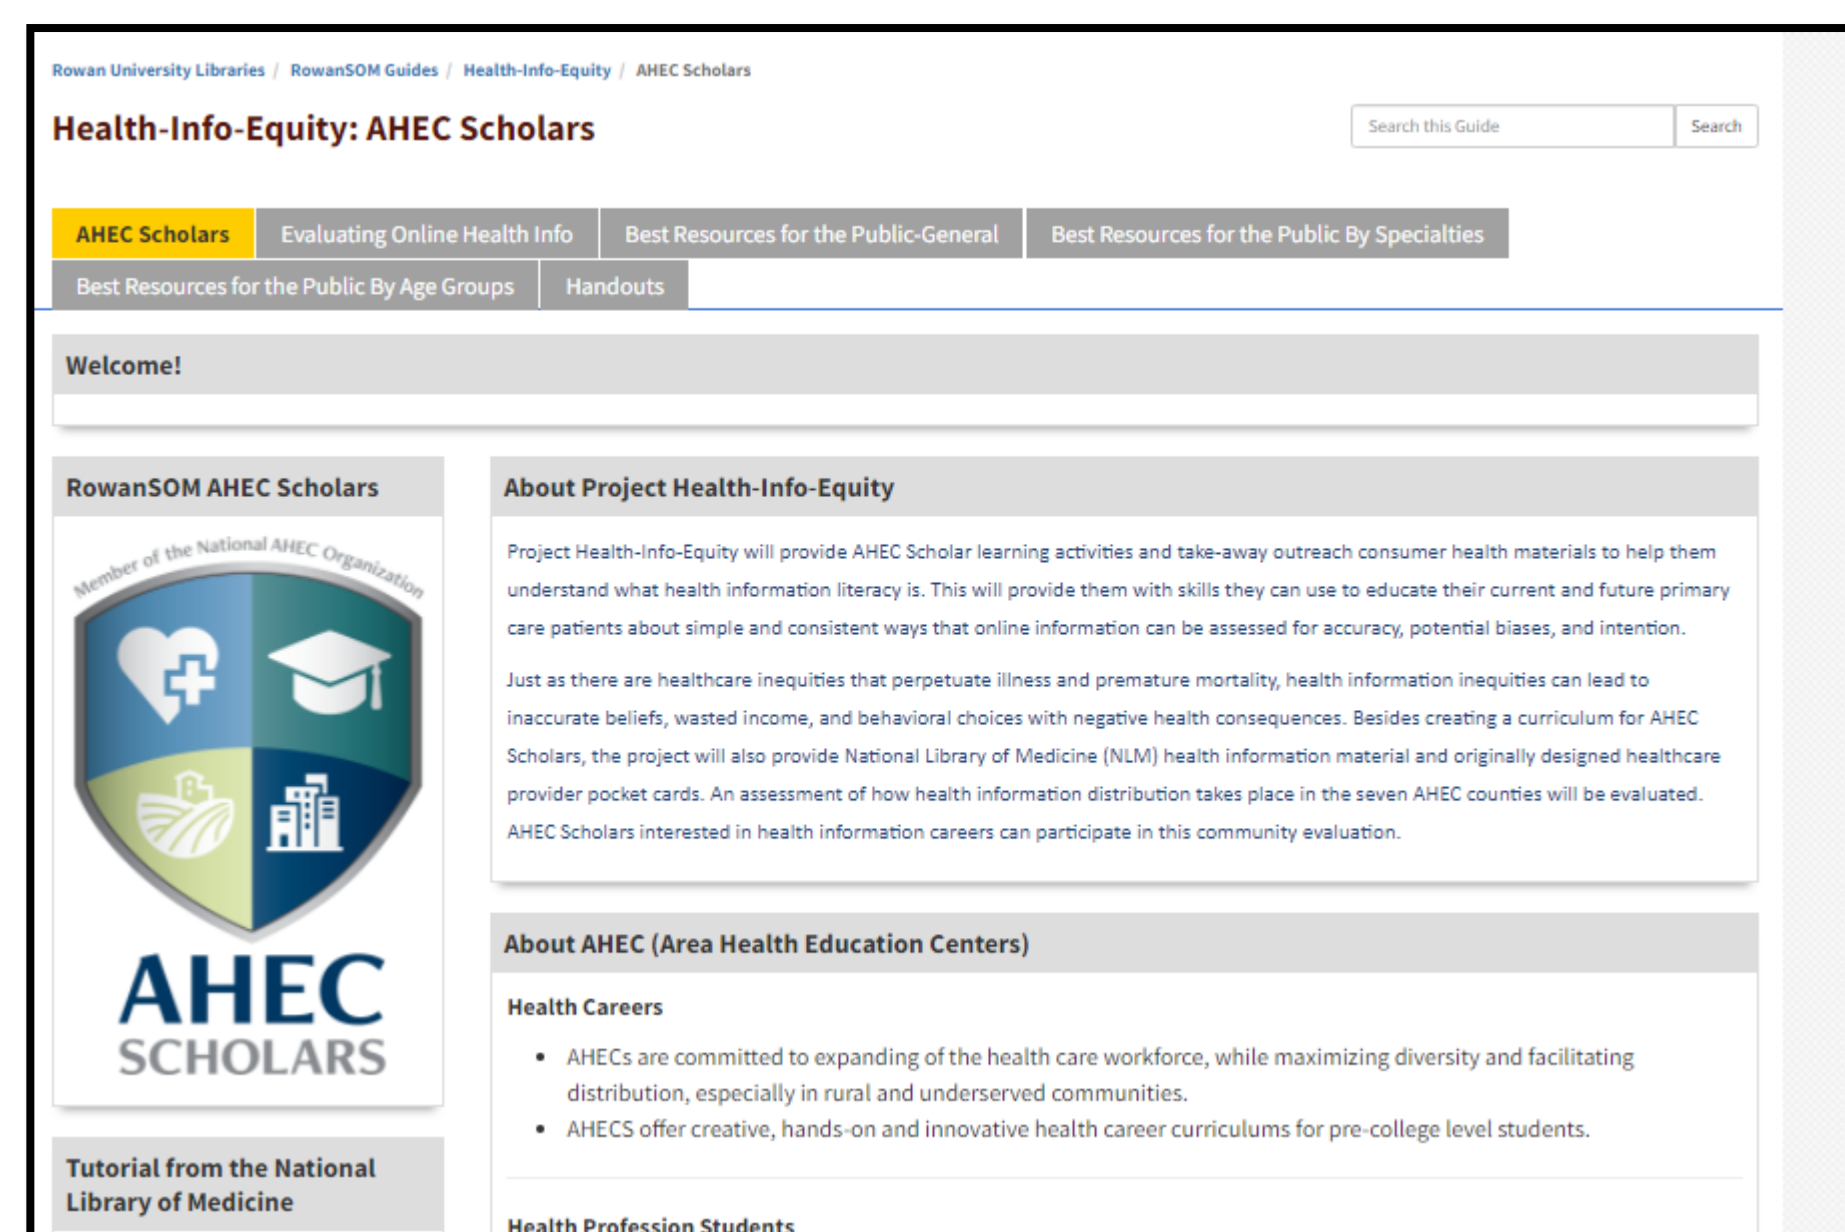 Rowan University Libraries / RowanSOM Guides / Health-Info-Equity / AHEC Scholars
Health-Info-Equity: AHEC Scholars
Search this Guide Search
AHEC Scholars Evaluating Online Health Info Best Resources for the Public-General Best Resources for the Public By Specialties
Best Resources for the Public By Age Groups Handouts
Welcome!
RowanSOM AHEC Scholars
Member of the National AHEC Organization
AHEC
SCHOLARS
Tutorial from the National
Library of Medicine
About Project Health-Info-Equity
Project Health-Info-Equity will provide AHEC Scholar learning activities and take-away outreach consumer health materials to help them
understand what health information literacy is. This will provide them with skills they can use to educate their current and future primary
care patients about simple and consistent ways that online information can be assessed for accuracy, potential biases, and intention.
Just as there are healthcare inequities that perpetuate illness and premature mortality, health information inequities can lead to
inaccurate beliefs, wasted income, and behavioral choices with negative health consequences. Besides creating a curriculum for AHEC
Scholars, the project will also provide National Library of Medicine (NLM) health information material and originally designed healthcare
provider pocket cards. An assessment of how health information distribution takes place in the seven AHEC counties will be evaluated.
AHEC Scholars interested in health information careers can participate in this community evaluation.
About AHEC (Area Health Education Centers)
Health Careers
• AHECs are committed to expanding of the health care workforce, while maximizing diversity and facilitating
distribution, especially in rural and underserved communities.
• AHECS offer creative, hands-on and innovative health career curriculums for pre-college level students.
Health Profession Students